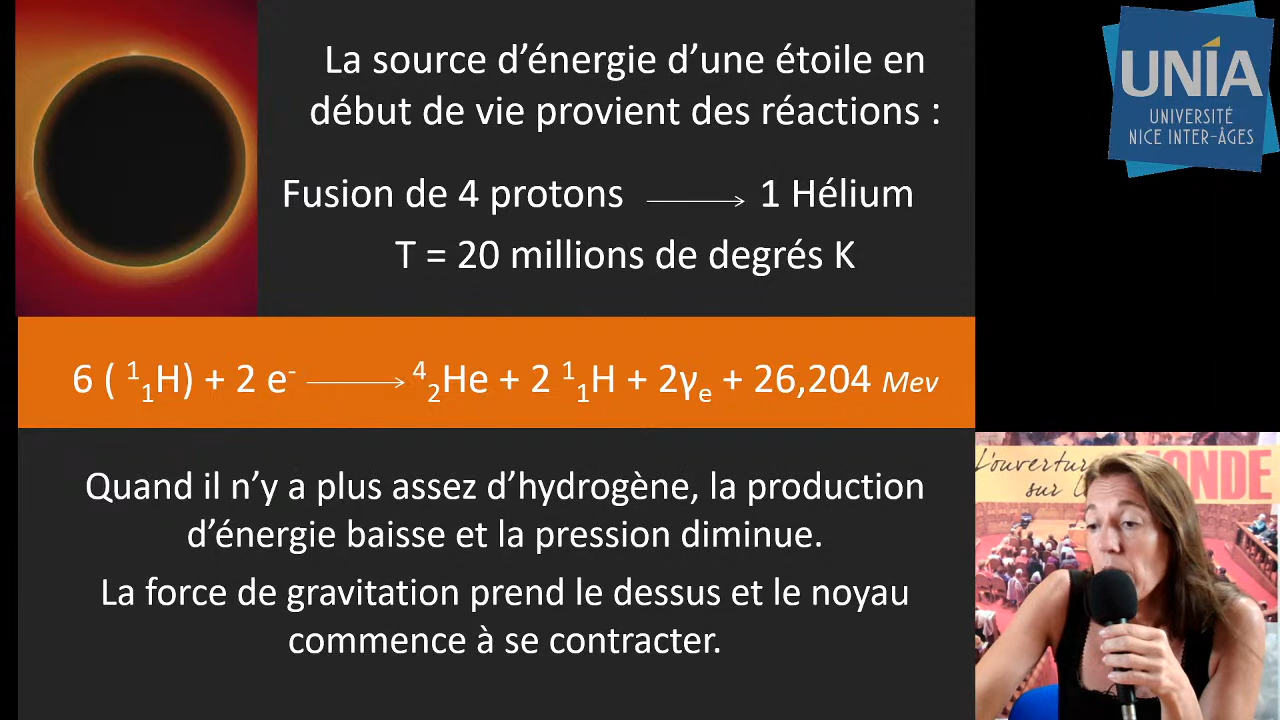 La source d’énergie d’une étoile en
début de vie provient des réactions :
Fusion de 4 protons ⟶ 1 Hélium
T = 20 millions de degrés K
6 ( ¹₁H) + 2 e⁻ ⟶ ⁴₂He + 2 ¹₁H + 2γₑ + 26,204 Mev
Quand il n’y a plus assez d’hydrogène, la production
d’énergie baisse et la pression diminue.
La force de gravitation prend le dessus et le noyau
commence à se contracter.
UNÍA
UNIVERSITÉ
NICE INTER-ÂGES
L'ouvertur
sur l
ONDE